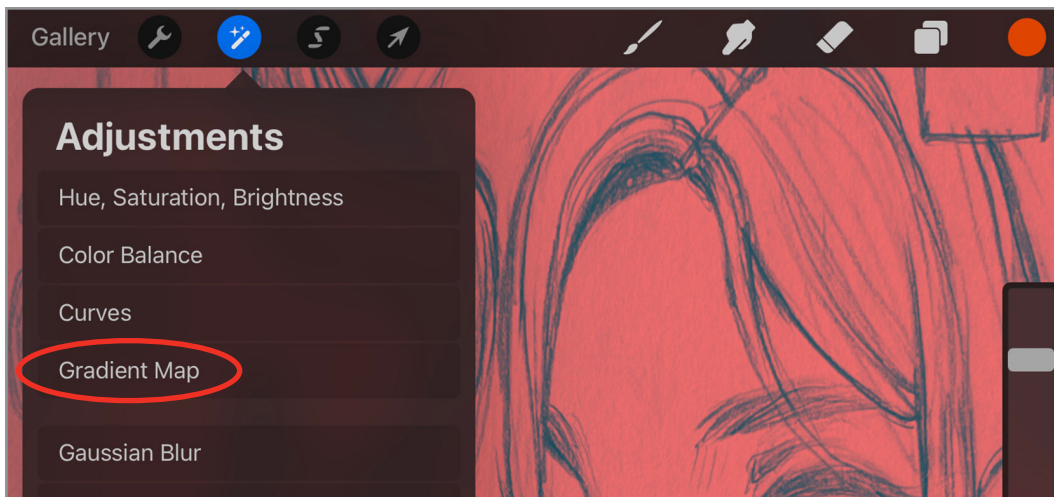 Gallery
Adjustments
Hue, Saturation, Brightness
Color Balance
Curves
Gradient Map
Gaussian Blur